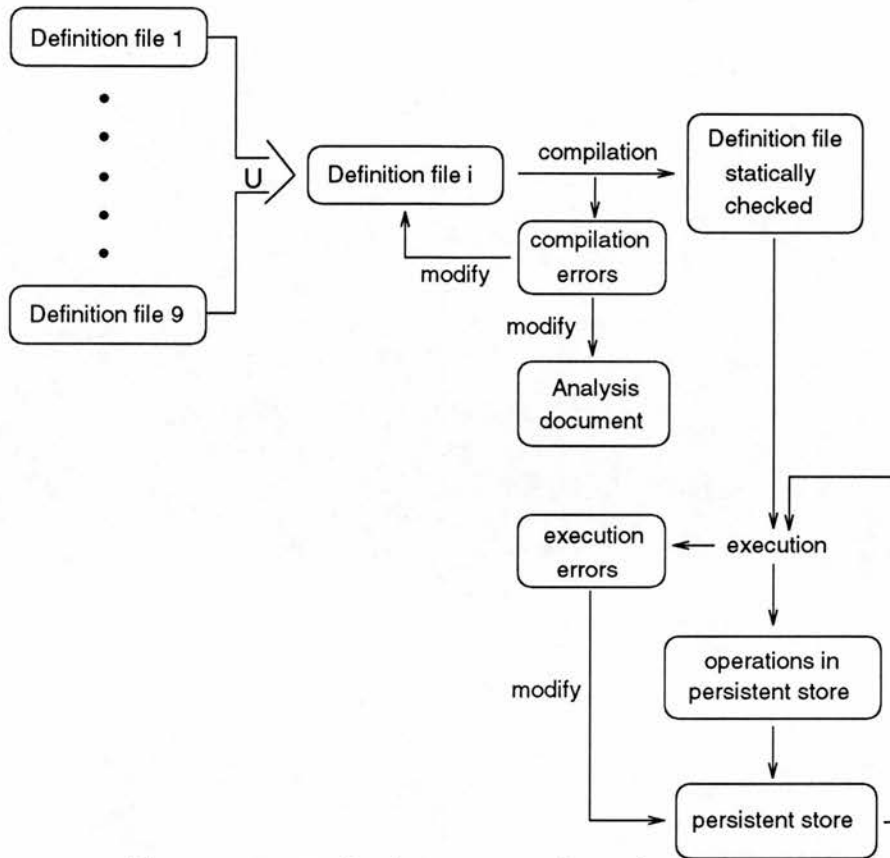 Definition file 1
U
Definition file 9
Definition file i
compilation
Definition file
statically
checked
compilation
errors
modify
modify
Analysis
document
execution
errors
execution
operations in
persistent store
modify
persistent store